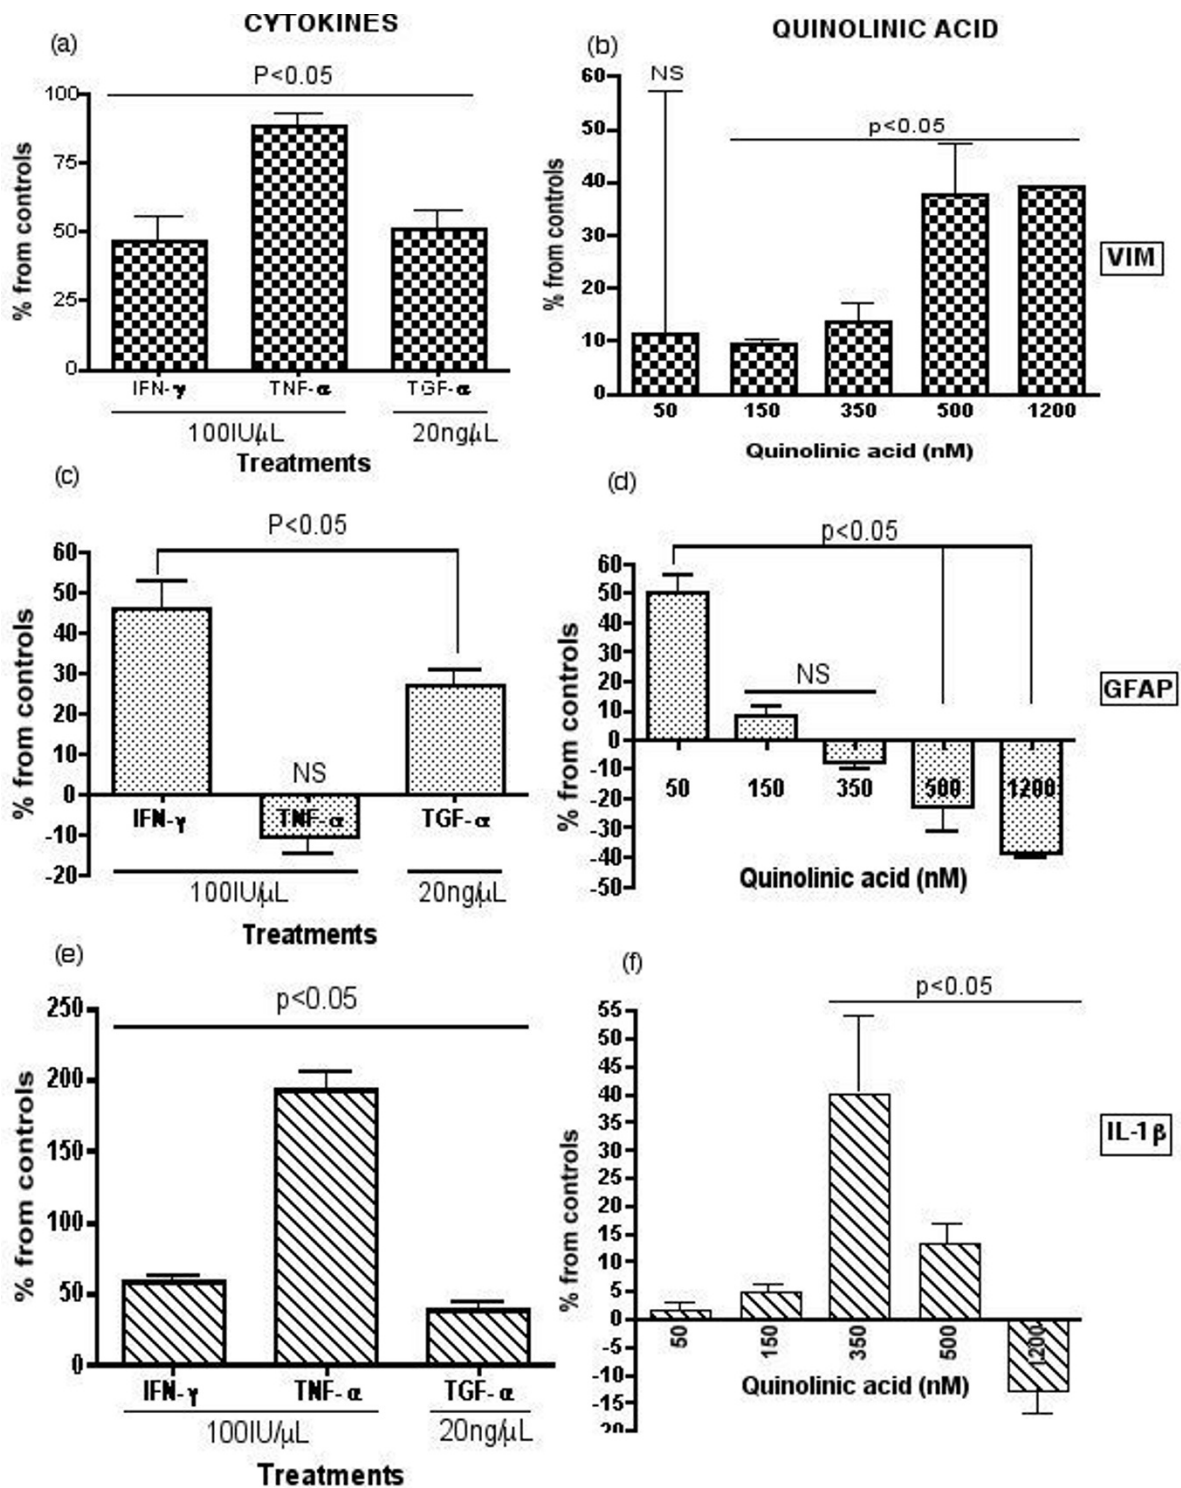 CYTOKINES
QUINOLINIC ACID
(a)
P<0.05
% from controls
100
75
50
25
0
IFN-γ TNF-α TGF-α
100IU/μL 20ng/μL
Treatments
(b)
NS
p<0.05
% from controls
60
50
40
30
20
10
0
50 150 350 500 1200
Quinolinic acid (nM)
VIM
(c)
P<0.05
% from controls
60
50
40
30
20
10
0
-10
-20
NS
IFN-γ TNF-α TGF-α
100IU/μL 20ng/μL
Treatments
(d)
p<0.05
NS
% from controls
60
50
40
30
20
10
0
-10
-20
-30
-40
-50
50 150 350 500 1200
Quinolinic acid (nM)
GFAP
(e)
p<0.05
% from controls
250
200
150
100
50
0
IFN-γ TNF-α TGF-α
100IU/μL 20ng/μL
Treatments
(f)
p<0.05
% from controls
55
50
45
40
35
30
25
20
15
10
5
0
-5
-10
-15
20
50 150 350 500 1200
Quinolinic acid (nM)
IL-1β